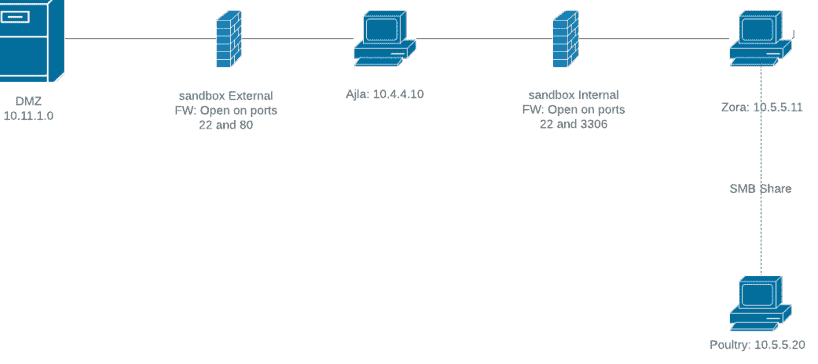 DMZ
10.11.1.0
sandbox External
FW: Open on ports
22 and 80
Ajla: 10.4.4.10
sandbox Internal
FW: Open on ports
22 and 3306
Zora: 10.5.5.11
SMB Share
Poultry: 10.5.5.20